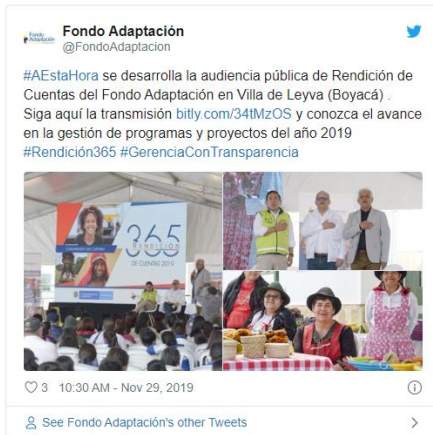 Fondo Adaptación
@FondoAdaptacion
#AEstaHora se desarrolla la audiencia pública de Rendición de
Cuentas del Fondo Adaptación en Villa de Leyva (Boyacá) .
Siga aquí la transmisión bitly.com/34tMzOS y conozca el avance
en la gestión de programas y proyectos del año 2019
#Rendición365 #GerenciaConTransparencia
365
RENDICIÓN
DE CUENTAS 2019
3 10:30 AM - Nov 29, 2019
See Fondo Adaptación's other Tweets